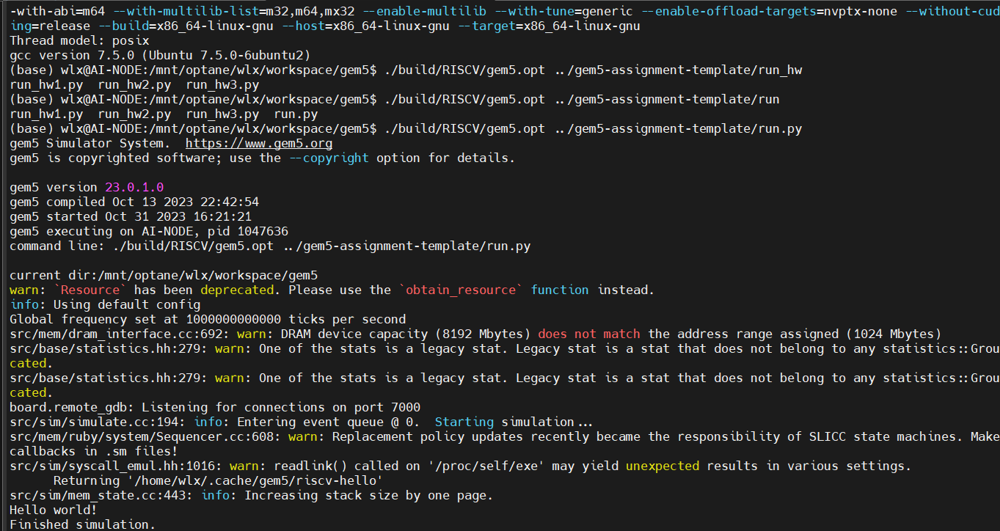 -with-abi=m64 --with-multilib-list=m32,m64,mx32 --enable-multilib --with-tune=generic --enable-offload-targets=nvptx-none --without-cud
ing=release --build=x86_64-linux-gnu --host=x86_64-linux-gnu --target=x86_64-linux-gnu
Thread model: posix
gcc version 7.5.0 (Ubuntu 7.5.0-6ubuntu2)
(base) wlx@AI-NODE:/mnt/optane/wlx/workspace/gem5$ ./build/RISCV/gem5.opt ../gem5-assignment-template/run_hw
run_hw1.py  run_hw2.py  run_hw3.py
(base) wlx@AI-NODE:/mnt/optane/wlx/workspace/gem5$ ./build/RISCV/gem5.opt ../gem5-assignment-template/run
run_hw1.py  run_hw2.py  run_hw3.py  run.py
(base) wlx@AI-NODE:/mnt/optane/wlx/workspace/gem5$ ./build/RISCV/gem5.opt ../gem5-assignment-template/run.py
gem5 Simulator System.  https://www.gem5.org
gem5 is copyrighted software; use the --copyright option for details.

gem5 version 23.0.1.0
gem5 compiled Oct 13 2023 22:42:54
gem5 started Oct 31 2023 16:21:21
gem5 executing on AI-NODE, pid 1047636
command line: ./build/RISCV/gem5.opt ../gem5-assignment-template/run.py

current dir:/mnt/optane/wlx/workspace/gem5
warn: `Resource` has been deprecated. Please use the `obtain_resource` function instead.
info: Using default config
Global frequency set at 1000000000000 ticks per second
src/mem/dram_interface.cc:692: warn: DRAM device capacity (8192 Mbytes) does not match the address range assigned (1024 Mbytes)
src/base/statistics.hh:279: warn: One of the stats is a legacy stat. Legacy stat is a stat that does not belong to any statistics::Grou
cated.
src/base/statistics.hh:279: warn: One of the stats is a legacy stat. Legacy stat is a stat that does not belong to any statistics::Grou
cated.
board.remote_gdb: Listening for connections on port 7000
src/sim/simulate.cc:194: info: Entering event queue @ 0.  Starting simulation...
src/mem/ruby/system/Sequencer.cc:608: warn: Replacement policy updates recently became the responsibility of SLICC state machines. Make
callbacks in .sm files!
src/sim/syscall_emul.hh:1016: warn: readlink() called on '/proc/self/exe' may yield unexpected results in various settings.
      Returning '/home/wlx/.cache/gem5/riscv-hello'
src/sim/mem_state.cc:443: info: Increasing stack size by one page.
Hello world!
Finished simulation.